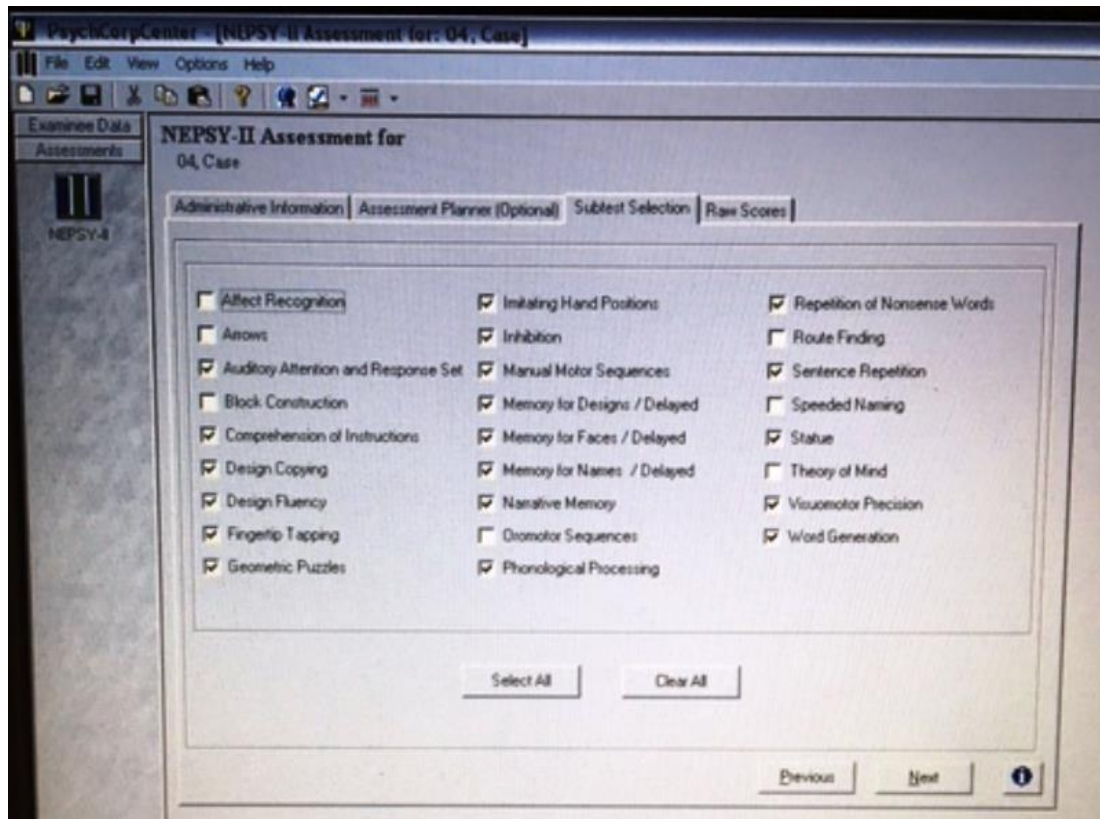 PsychCorpCenter - [NEPSY-II Assessment for: 04, Case]
File Edit View Options Help
Examinee Data
Assessments
NEPSY-II
NEPSY-II Assessment for
04, Case
Administrative Information Assessment Planner (Optional) Subtest Selection Raw Scores
Affect Recognition
Arrows
Auditory Attention and Response Set
Block Construction
Comprehension of Instructions
Design Copying
Design Fluency
Fingertip Tapping
Geometric Puzzles
Imitating Hand Positions
Inhibition
Manual Motor Sequences
Memory for Designs / Delayed
Memory for Faces / Delayed
Memory for Names / Delayed
Narrative Memory
Oromotor Sequences
Phonological Processing
Repetition of Nonsense Words
Route Finding
Sentence Repetition
Speeded Naming
Statue
Theory of Mind
Visuomotor Precision
Word Generation
Select All Clear All
Previous Next